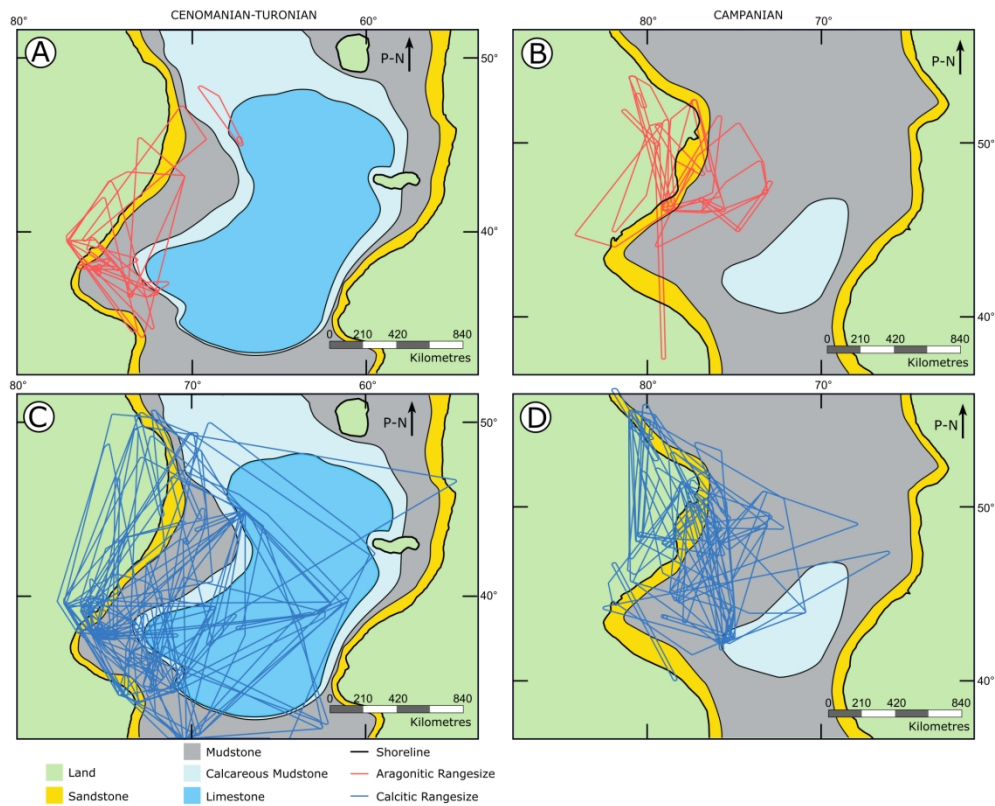 CENOMANIAN-TURONIAN
CAMPANIAN
80° 70° 60°
80° 70°
A
P-N
50°
40°
0 210 420 840
Kilometres
B
P-N
50°
40°
0 210 420 840
Kilometres
80° 70° 60°
80° 70°
C
P-N
50°
40°
0 210 420 840
Kilometres
D
P-N
50°
40°
0 210 420 840
Kilometres
Land
Sandstone
Mudstone
Calcareous Mudstone
Limestone
Shoreline
Aragonitic Rangesize
Calcitic Rangesize